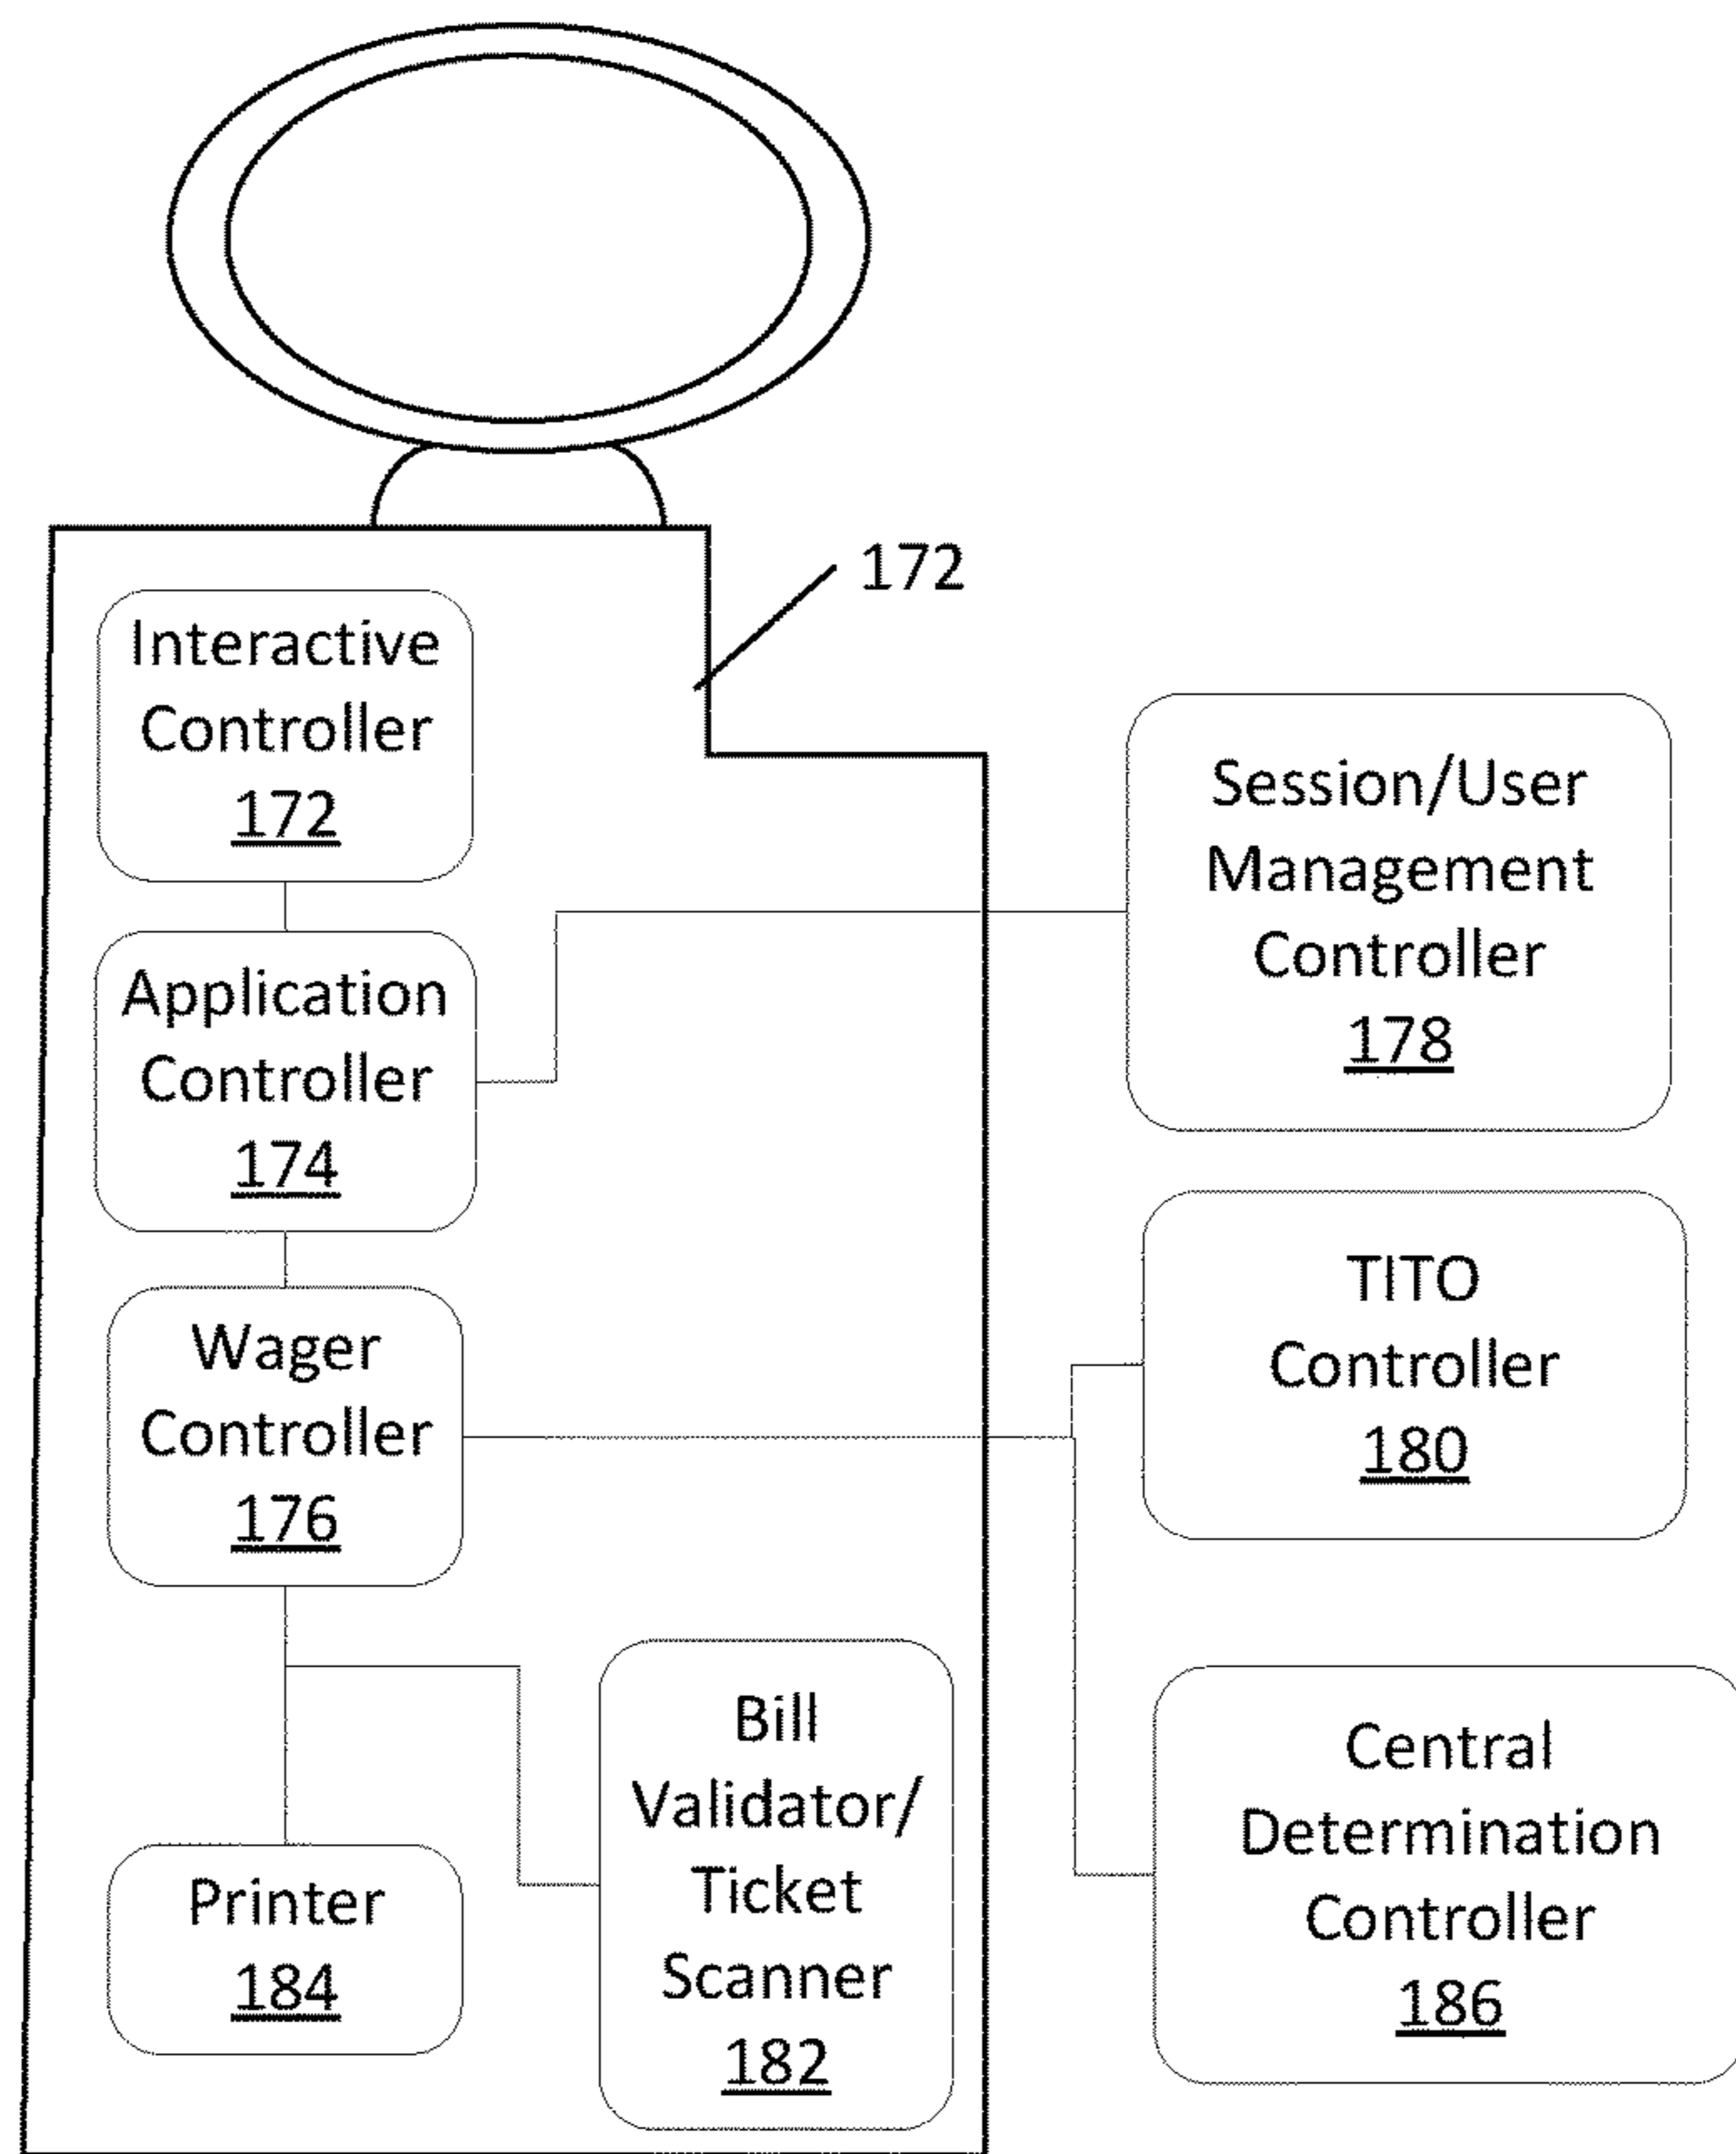 172
Interactive
Controller
172
Application
Controller
174
Wager
Controller
176
Printer
184
Bill
Validator/
Ticket
Scanner
182
Session/User
Management
Controller
178
TITO
Controller
180
Central
Determination
Controller
186